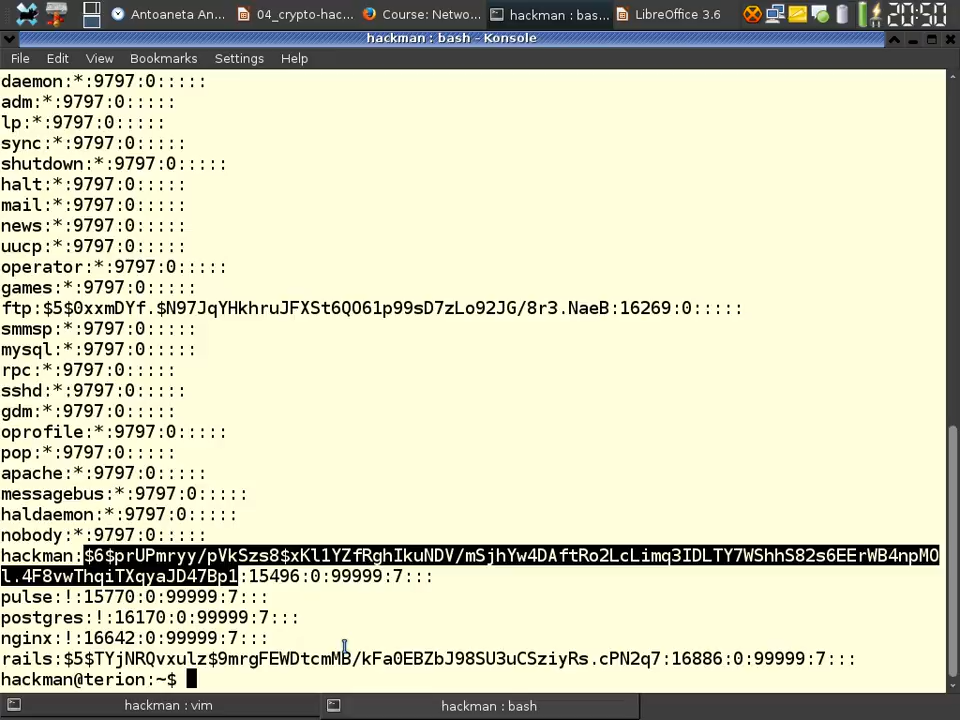 Antoaneta An...
04_crypto-hac...
Course: Netwo...
hackman : bas...
LibreOffice 3.6
20:50
hackman : bash - Konsole
File Edit View Bookmarks Settings Help
daemon:*:9797:0:::::
adm:*:9797:0:::::
lp:*:9797:0:::::
sync:*:9797:0:::::
shutdown:*:9797:0:::::
halt:*:9797:0:::::
mail:*:9797:0:::::
news:*:9797:0:::::
uucp:*:9797:0:::::
operator:*:9797:0:::::
games:*:9797:0:::::
ftp:$5$0xxmDYf.$N97JqYHkhruJFXSt6QO61p99sD7zLo92JG/8r3.NaeB:16269:0:::::
smmsp:*:9797:0:::::
mysql:*:9797:0:::::
rpc:*:9797:0:::::
sshd:*:9797:0:::::
gdm:*:9797:0:::::
oprofile:*:9797:0:::::
pop:*:9797:0:::::
apache:*:9797:0:::::
messagebus:*:9797:0:::::
haldaemon:*:9797:0:::::
nobody:*:9797:0:::::
hackman:$6$prUPmryy/pVkSzs8$xKl1YZfRghIkuNDV/mSjhYw4DAftRo2LcLimq3IDLTY7WShhS82s6EErWB4npMO
l.4F8vwThqiTXqyaJD47Bp1:15496:0:99999:7:::
pulse:!:15770:0:99999:7:::
postgres:!:16170:0:99999:7:::
nginx:!:16642:0:99999:7:::
rails:$5$TYjNRQvxulz$9mrgFEWDtcmMB/kFa0EBZbJ98SU3uCSziyRs.cPN2q7:16886:0:99999:7:::
hackman@terion:~$
hackman : vim
hackman : bash